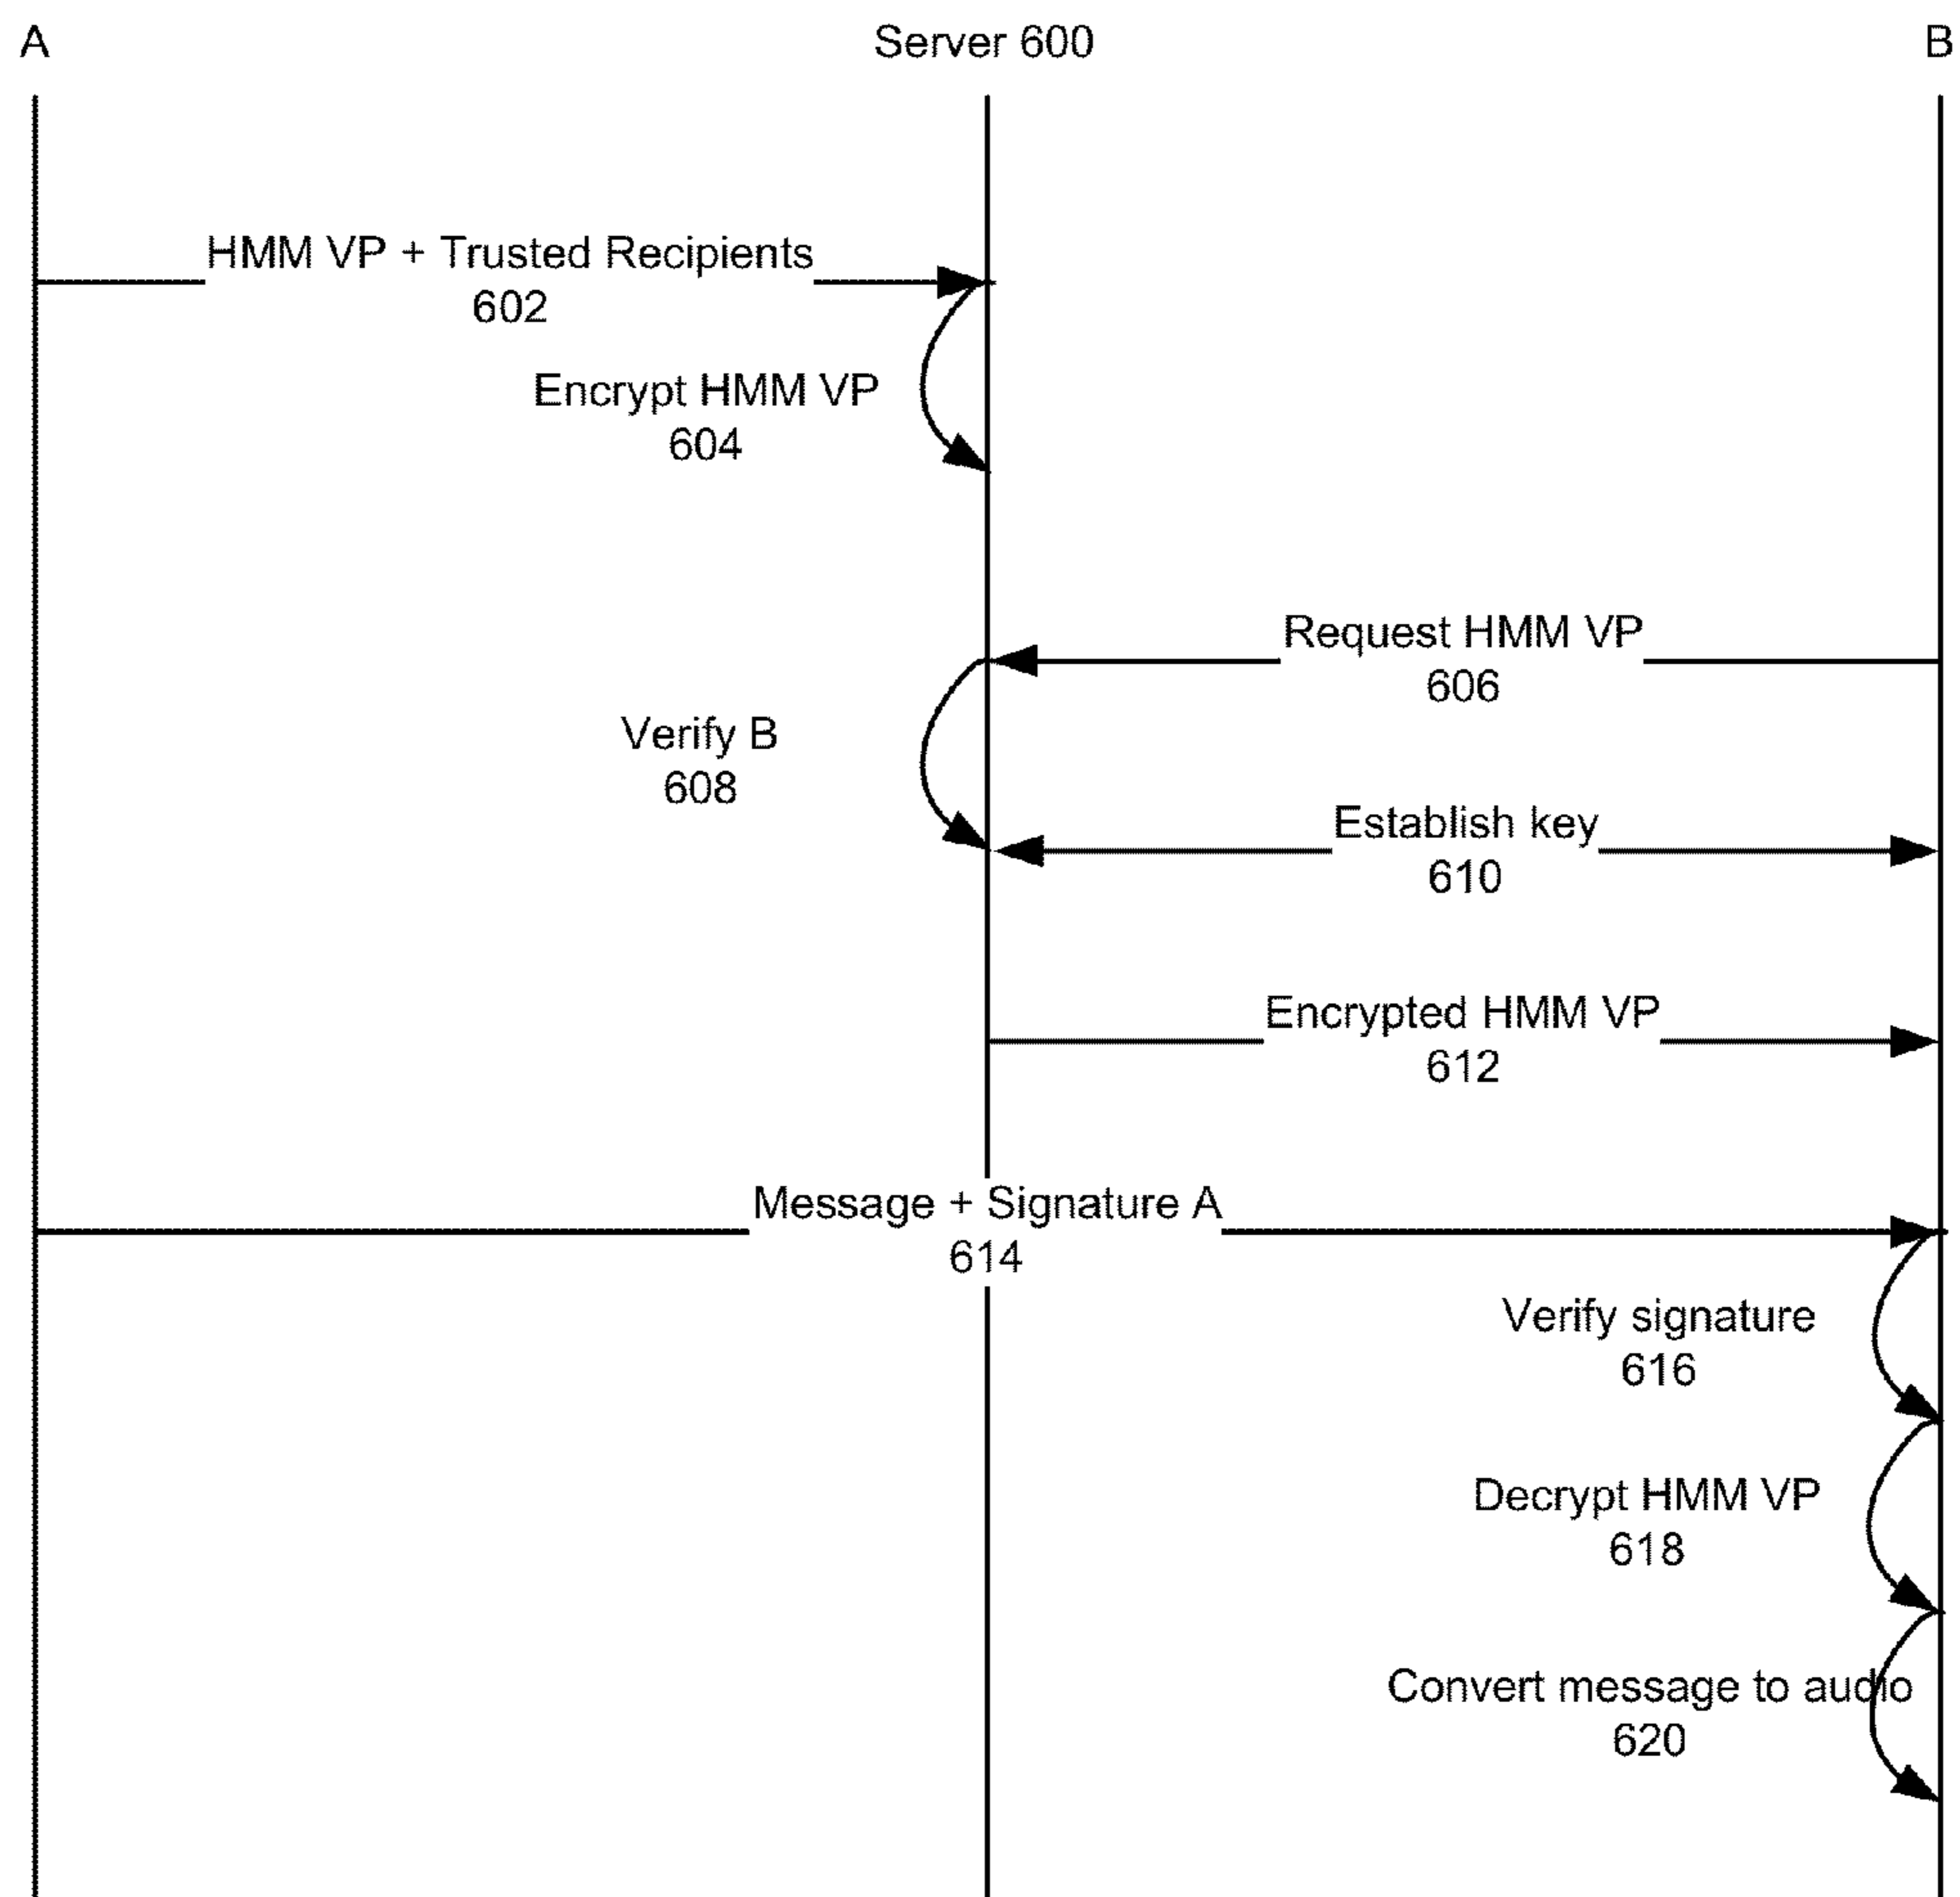 A
Server 600
B
HMM VP + Trusted Recipients
602
Encrypt HMM VP
604
Request HMM VP
606
Verify B
608
Establish key
610
Encrypted HMM VP
612
Message + Signature A
614
Verify signature
616
Decrypt HMM VP
618
Convert message to audio
620